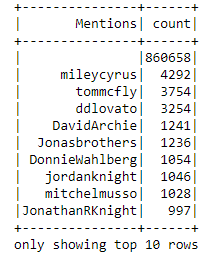 +---------------+------+
|       Mentions| count|
+---------------+------+
|               |860658|
|     mileycyrus|  4292|
|       tommcfly|  3754|
|        ddlovato|  3254|
|     DavidArchie|  1241|
|   Jonasbrothers|  1236|
|  DonnieWahlberg|  1054|
|    jordanknight|  1046|
|   mitchelmusso|  1028|
|JonathanRKnight|   997|
+---------------+------+
only showing top 10 rows